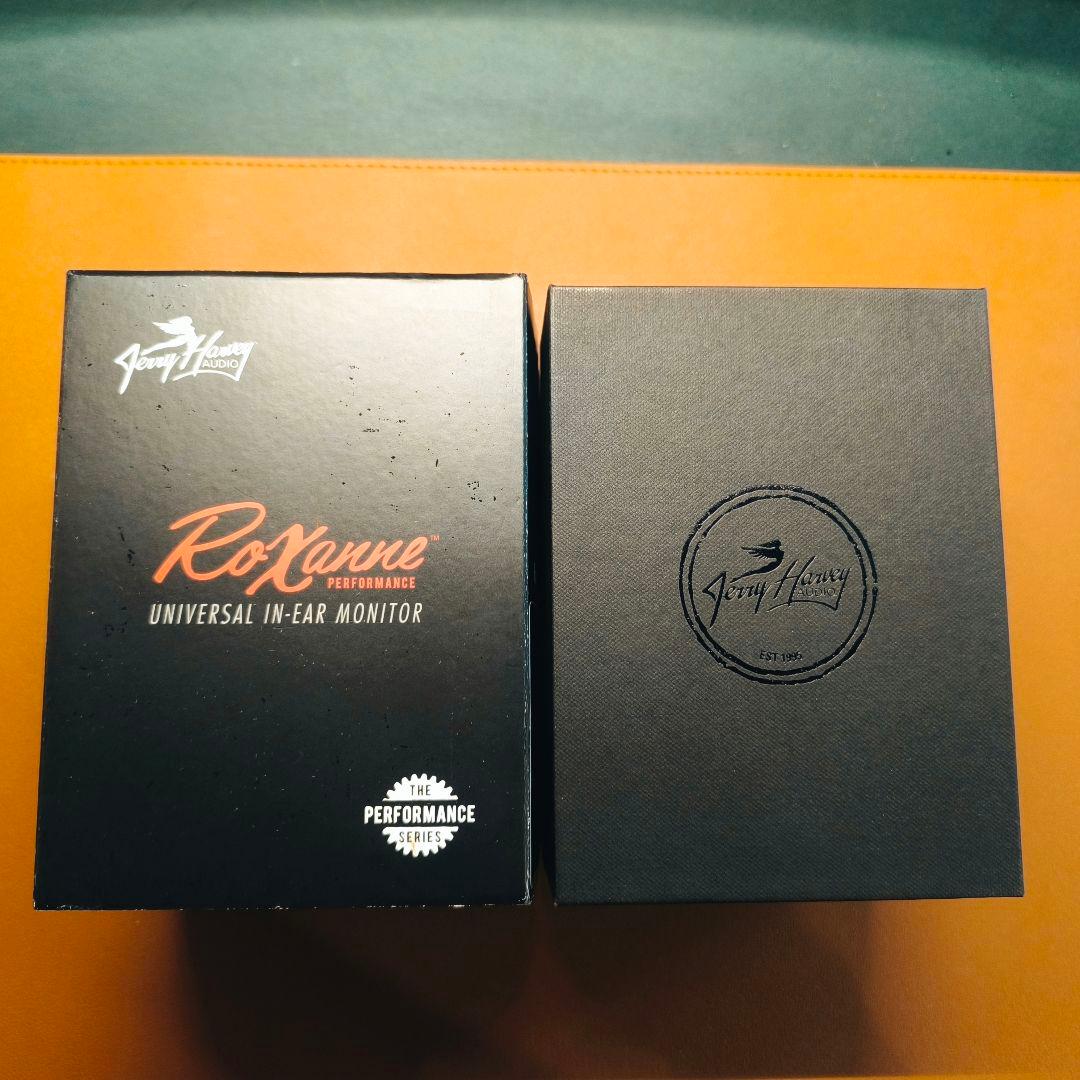 Jerry Harvey
AUDIO
RoXanne™
PERFORMANCE
UNIVERSAL IN-EAR MONITOR
THE
PERFORMANCE
SERIES
Jerry Harvey
AUDIO
EST 1995